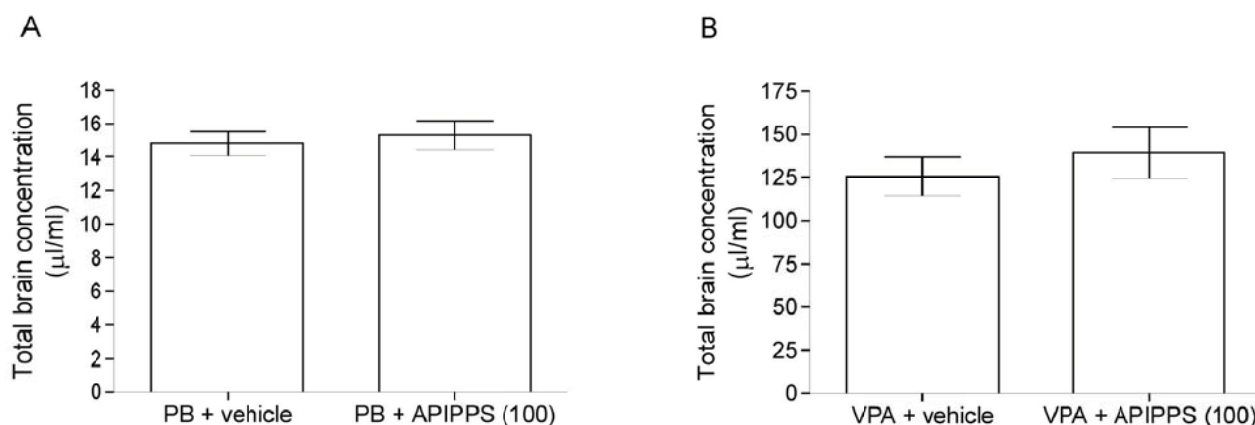 A
Total brain concentration
(µl/ml)
18
16
14
12
10
8
6
4
2
0
PB + vehicle
PB + APIPPS (100)
B
Total brain concentration
(µl/ml)
175
150
125
100
75
50
25
0
VPA + vehicle
VPA + APIPPS (100)